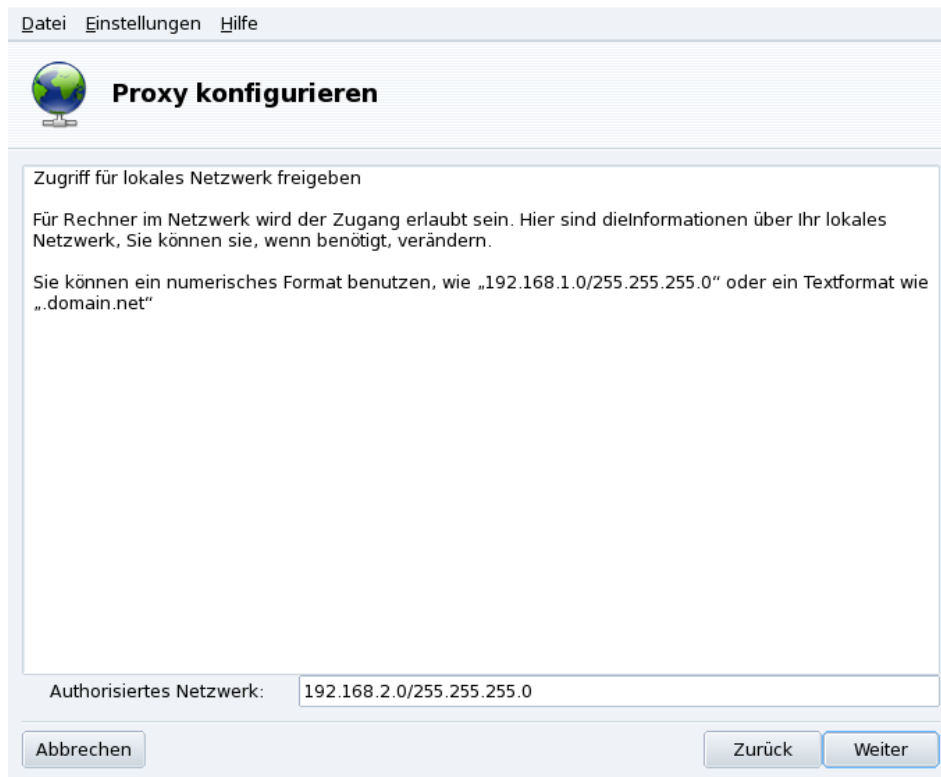 Datei Einstellungen Hilfe
Proxy konfigurieren
Zugriff für lokales Netzwerk freigeben
Für Rechner im Netzwerk wird der Zugang erlaubt sein. Hier sind dieInformationen über Ihr lokales
Netzwerk, Sie können sie, wenn benötigt, verändern.
Sie können ein numerisches Format benutzen, wie „192.168.1.0/255.255.255.0“ oder ein Textformat wie
„.domain.net“
Authorisiertes Netzwerk: 192.168.2.0/255.255.255.0
Abbrechen Zurück Weiter